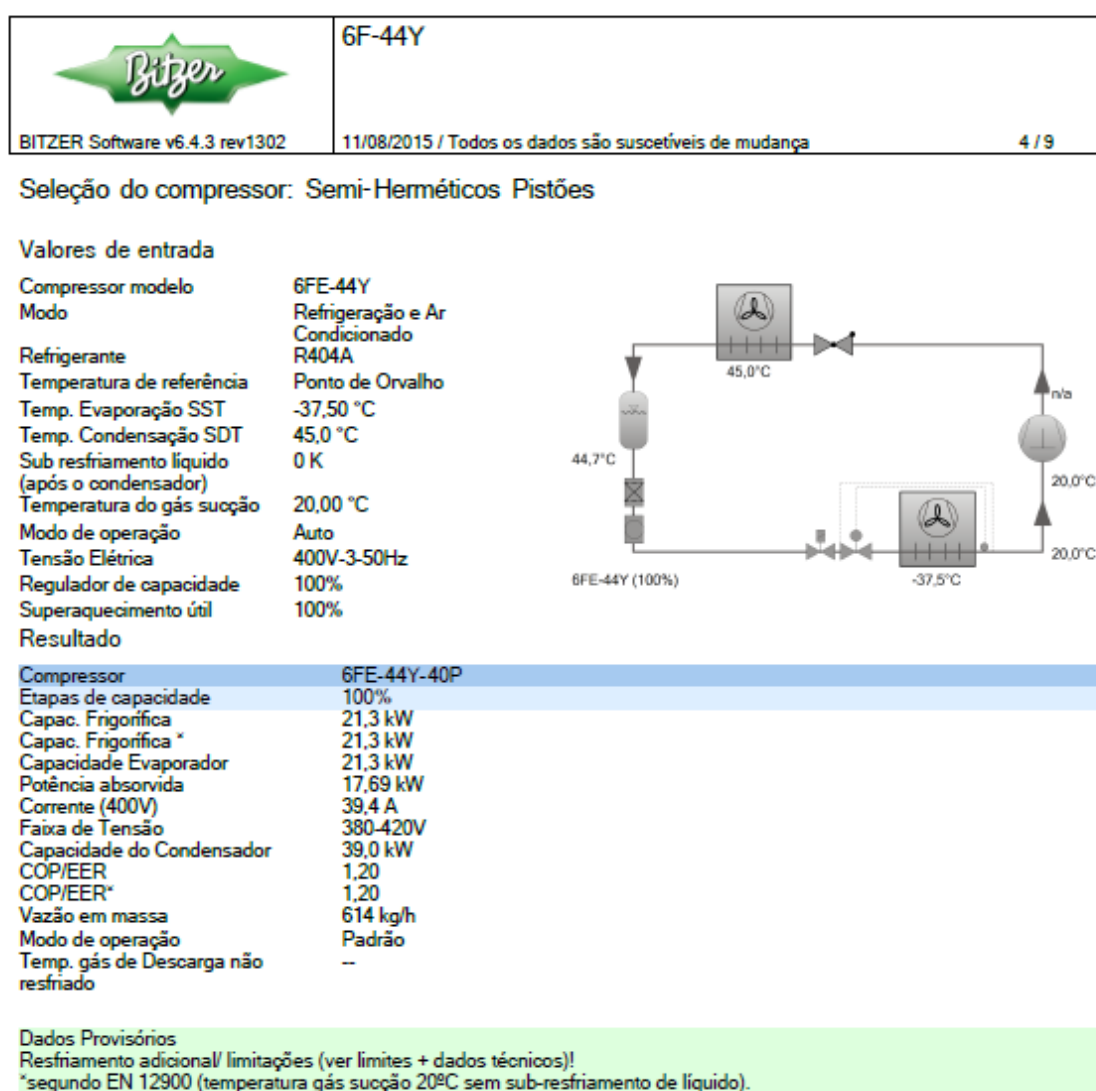 6F-44Y
Bitzer
BITZER Software v6.4.3 rev1302
11/08/2015 / Todos os dados são suscetíveis de mudança
4 / 9
Seleção do compressor: Semi-Herméticos Pistões
Valores de entrada
Compressor modelo 6FE-44Y
Modo Refrigeração e Ar
Condicionado
Refrigerante R404A
Temperatura de referência Ponto de Orvalho
Temp. Evaporação SST -37,50 °C
Temp. Condensação SDT 45,0 °C
Sub resfriamento líquido 0 K
(após o condensador)
Temperatura do gás sucção 20,00 °C
Modo de operação Auto
Tensão Elétrica 400V-3-50Hz
Regulador de capacidade 100%
Superaquecimento útil 100%
45,0°C
n/a
44,7°C
20,0°C
20,0°C
6FE-44Y (100%)
-37,5°C
Resultado
Compressor 6FE-44Y-40P
Etapas de capacidade 100%
Capac. Frigorífica 21,3 kW
Capac. Frigorífica * 21,3 kW
Capacidade Evaporador 21,3 kW
Potência absorvida 17,69 kW
Corrente (400V) 39,4 A
Faixa de Tensão 380-420V
Capacidade do Condensador 39,0 kW
COP/EER 1,20
COP/EER* 1,20
Vazão em massa 614 kg/h
Modo de operação Padrão
Temp. gás de Descarga não --
resfriado
Dados Provisórios
Resfriamento adicional/ limitações (ver limites + dados técnicos)!
*segundo EN 12900 (temperatura gás sucção 20ºC sem sub-resfriamento de líquido).